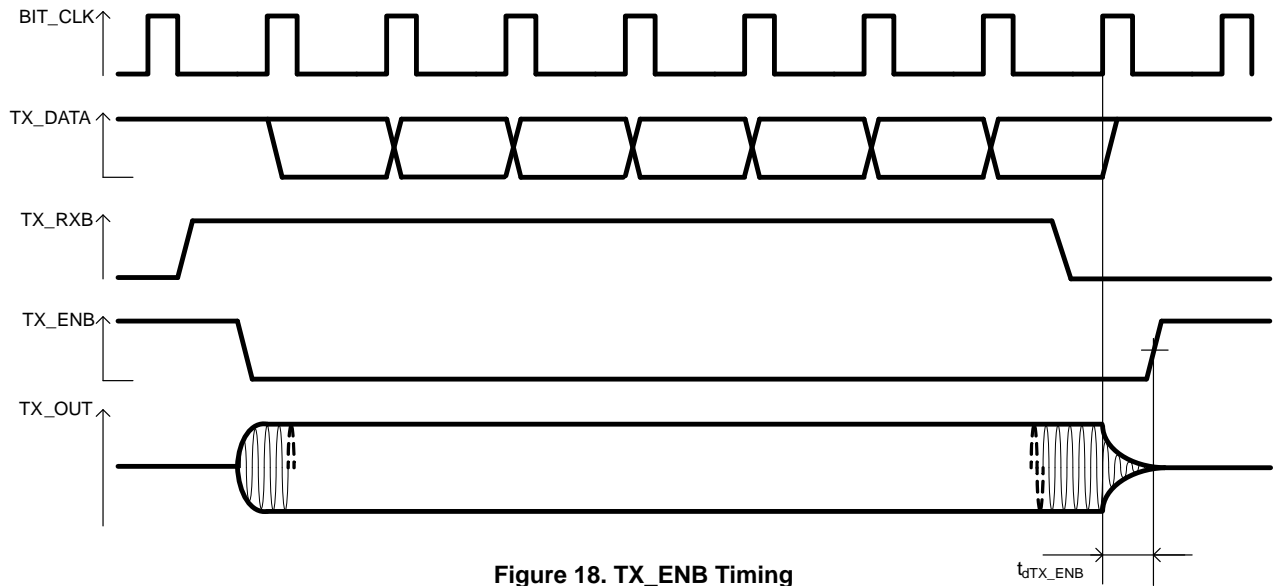 BIT_CLK
TX_DATA
TX_RXB
TX_ENB
TX_OUT
tdTX_ENB
Figure 18. TX_ENB Timing